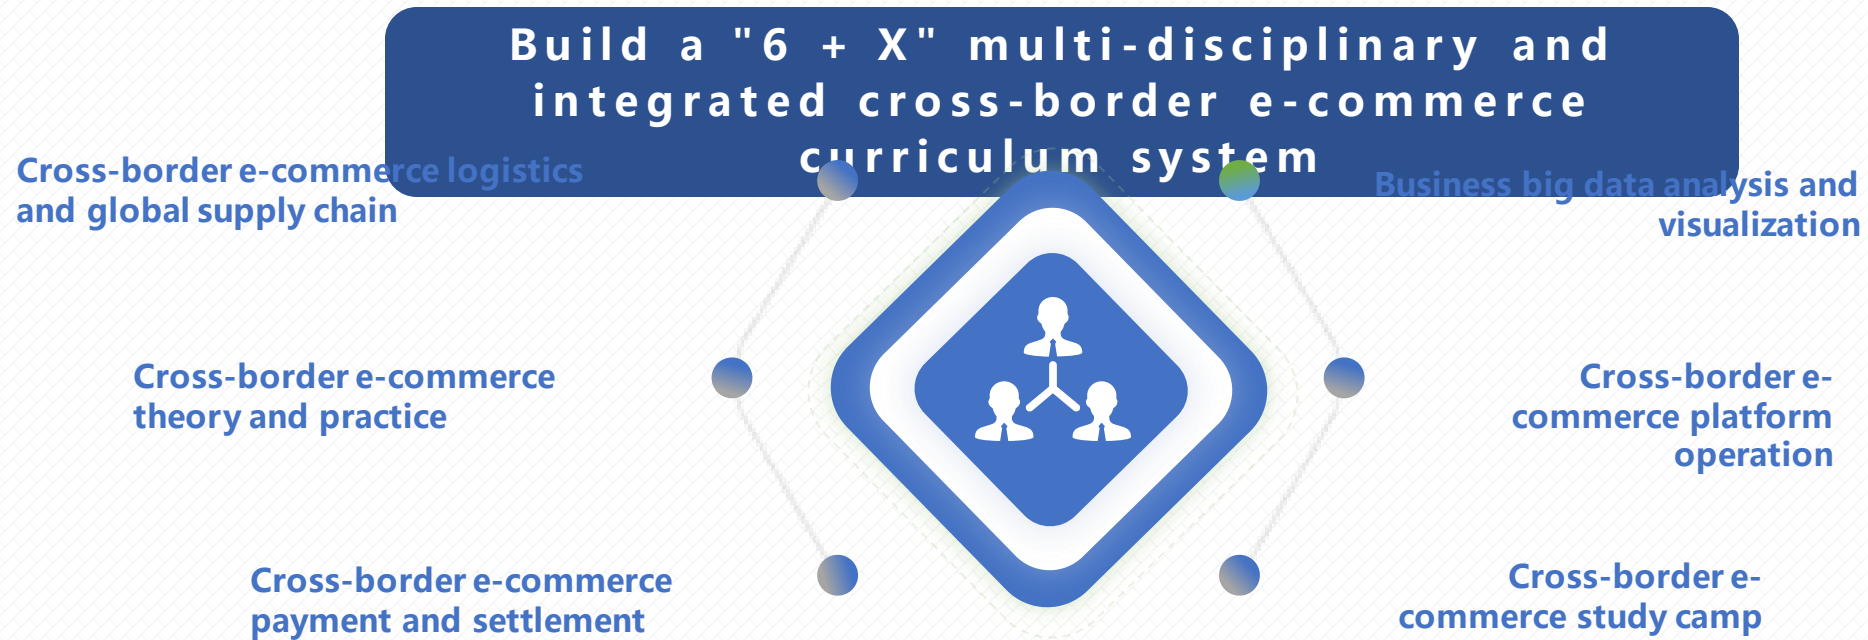 Build a "6 + X" multi-disciplinary and
integrated cross-border e-commerce
curriculum system
Cross-border e-commerce logistics
and global supply chain
Business big data analysis and
visualization
Cross-border e-commerce
theory and practice
Cross-border e-
commerce platform
operation
Cross-border e-commerce
payment and settlement
Cross-border e-
commerce study camp